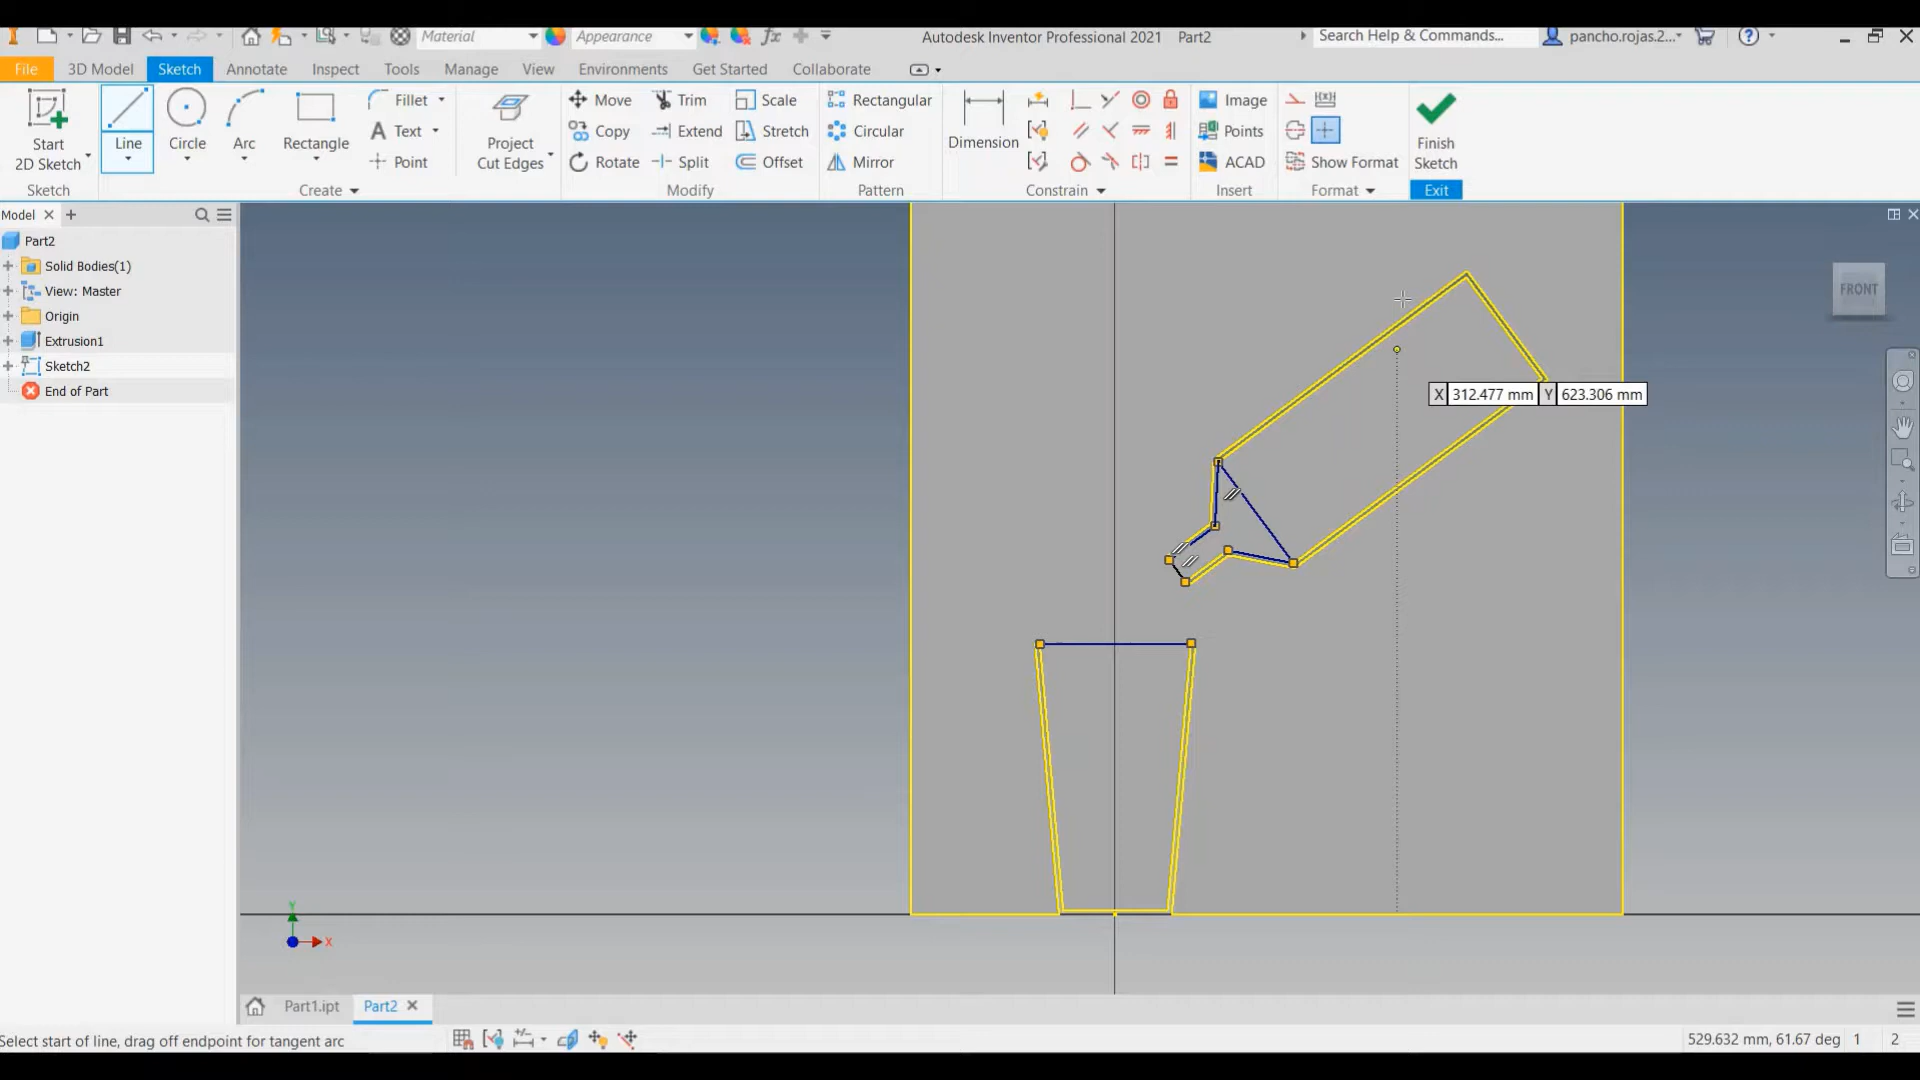 Material
Appearance
fx
Autodesk Inventor Professional 2021 Part2
Search Help & Commands...
pancho.rojas.2...
File 3D Model Sketch Annotate Inspect Tools Manage View Environments Get Started Collaborate
Start
2D Sketch
Line
Circle
Arc
Rectangle
Fillet
Text
Point
Project
Cut Edges
Move
Copy
Rotate
Trim
Extend
Split
Scale
Stretch
Offset
Rectangular
Circular
Mirror
Dimension
Image
Points
ACAD
Show Format
Finish
Sketch
Sketch
Create
Modify
Pattern
Constrain
Insert
Format
Exit
Model
Part2
Solid Bodies(1)
View: Master
Origin
Extrusion1
Sketch2
End of Part
FRONT
X 312.477 mm Y 623.306 mm
Y
X
Part1.ipt
Part2
Select start of line, drag off endpoint for tangent arc
529.632 mm, 61.67 deg 1 2